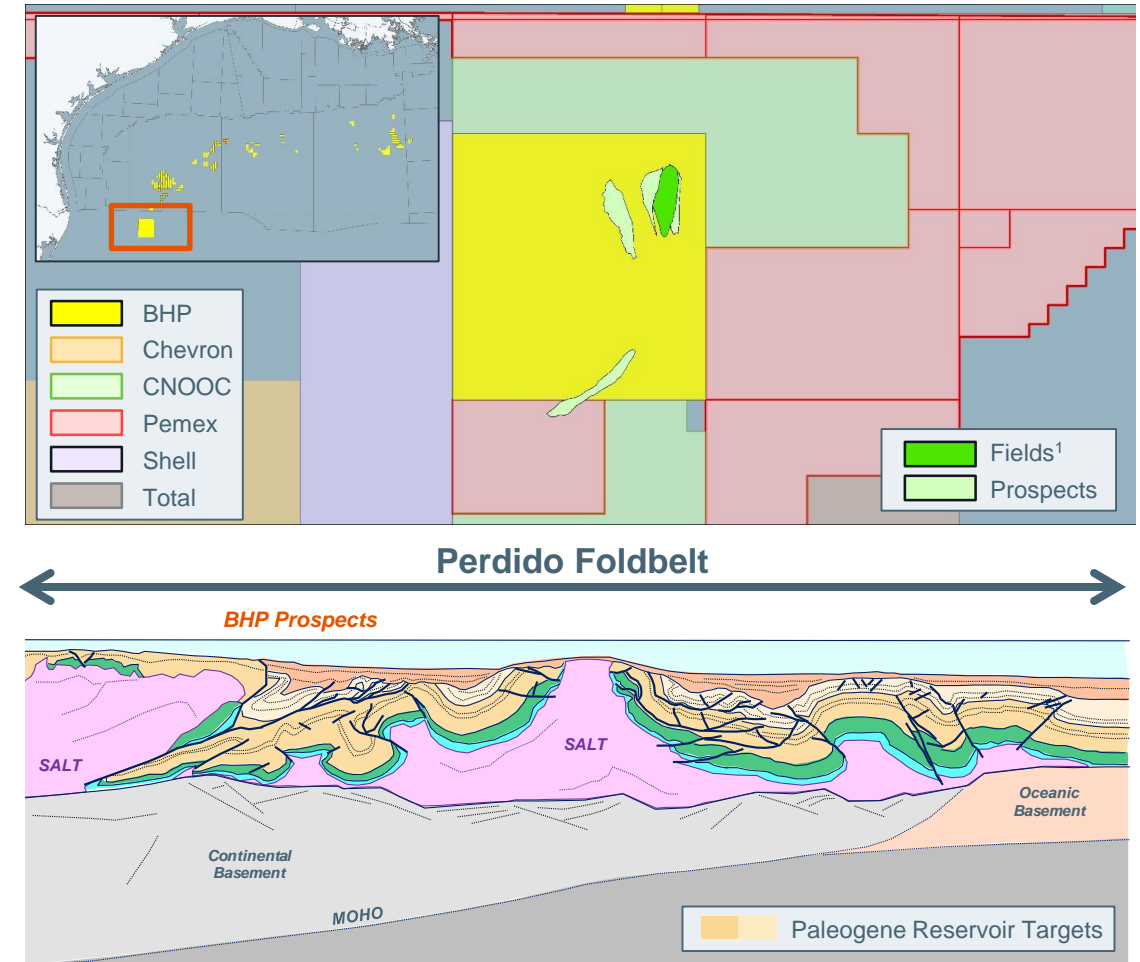 BHP
Chevron
CNOOC
Pemex
Shell
Total
Fields1
Prospects
Perdido Foldbelt
BHP Prospects
SALT
SALT
Oceanic
Basement
Continental
Basement
MOHO
Paleogene Reservoir Targets